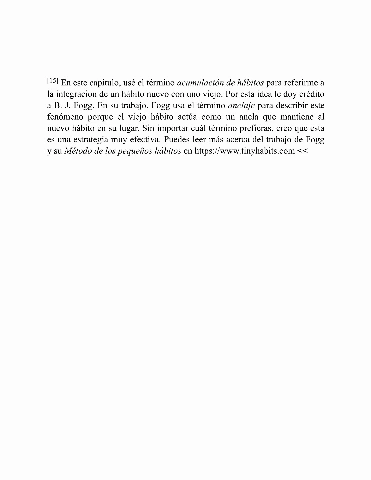 [15] En este capítulo, usé el término acumulación de hábitos para referirme a
la integración de un hábito nuevo con uno viejo. Por esta idea le doy crédito
a B. J. Fogg. En su trabajo, Fogg usa el término anclaje para describir este
fenómeno porque el viejo hábito actúa como un ancla que mantiene al
nuevo hábito en su lugar. Sin importar cuál término prefieras, creo que esta
es una estrategia muy efectiva. Puedes leer más acerca del trabajo de Fogg
y su Método de los pequeños hábitos en https://www.tinyhabits.com <<